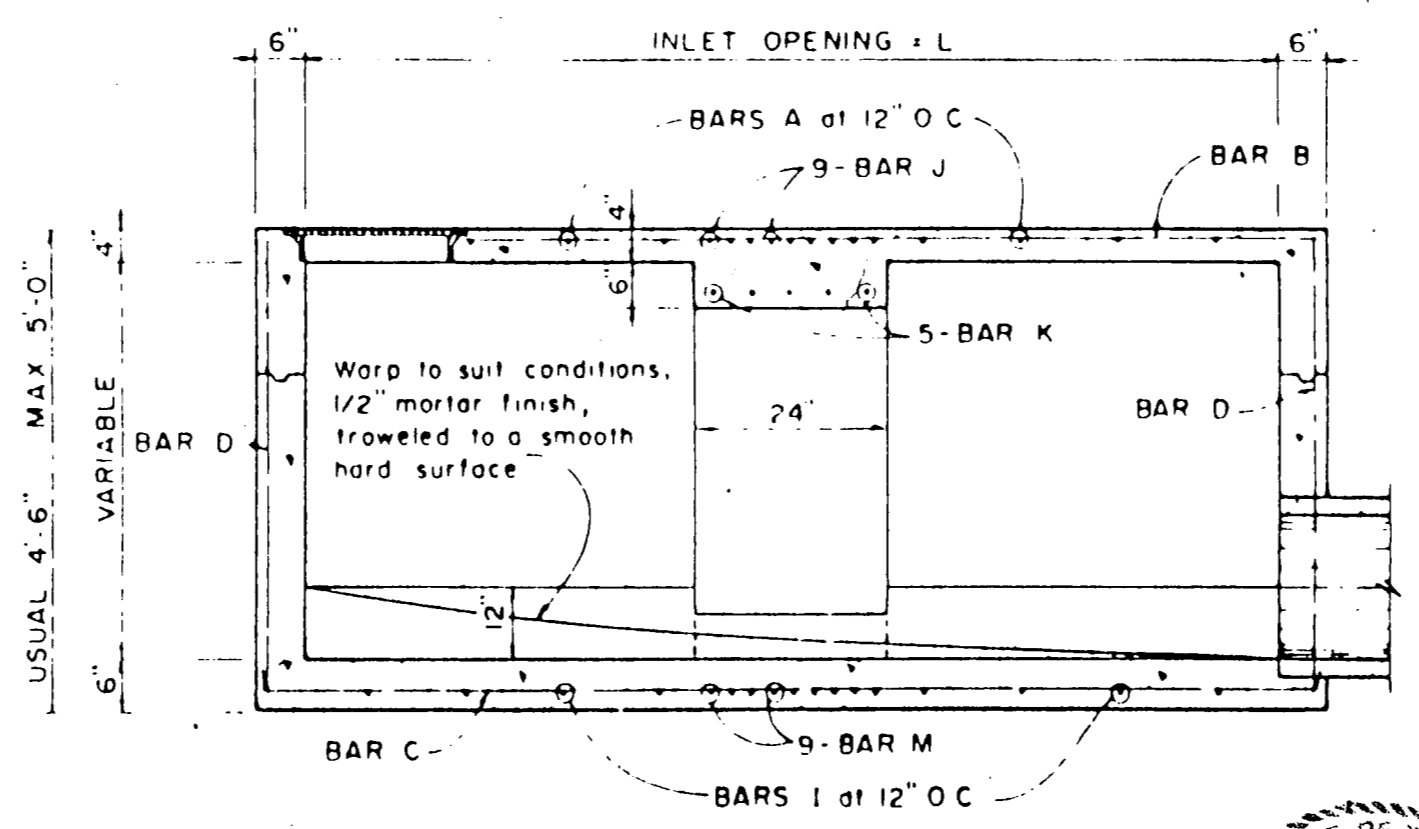 6"
INLET OPENING = L
6"
BARS A at 12" O C
9-BAR J
BAR B
4"
4"
6"
5-BAR K
USUAL 4'-6" MAX 5'-0"
VARIABLE
BAR D
Warp to suit conditions,
1/2" mortar finish,
troweled to a smooth
hard surface
24"
BAR D
12"
6"
BAR C
9-BAR M
BARS I at 12" O C